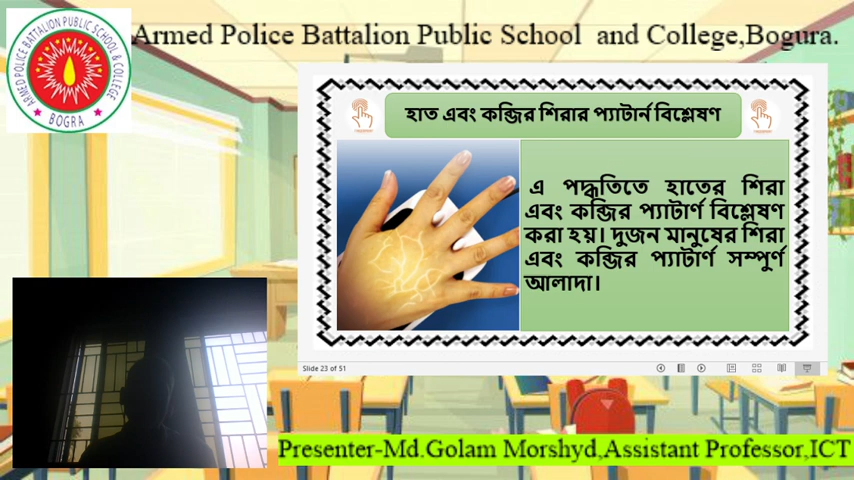 Armed Police Battalion Public School and College,Bogura.
ARMED POLICE BATTALION PUBLIC SCHOOL & COLLEGE
BOGRA
হাত এবং কব্জির শিরার প্যাটার্ন বিশ্লেষণ
এ পদ্ধতিতে হাতের শিরা
এবং কব্জির প্যাটার্ণ বিশ্লেষণ
করা হয়। দুজন মানুষের শিরা
এবং কব্জির প্যাটার্ণ সম্পুর্ণ
আলাদা।
Slide 23 of 51
Presenter-Md.Golam Morshyd,Assistant Professor,ICT